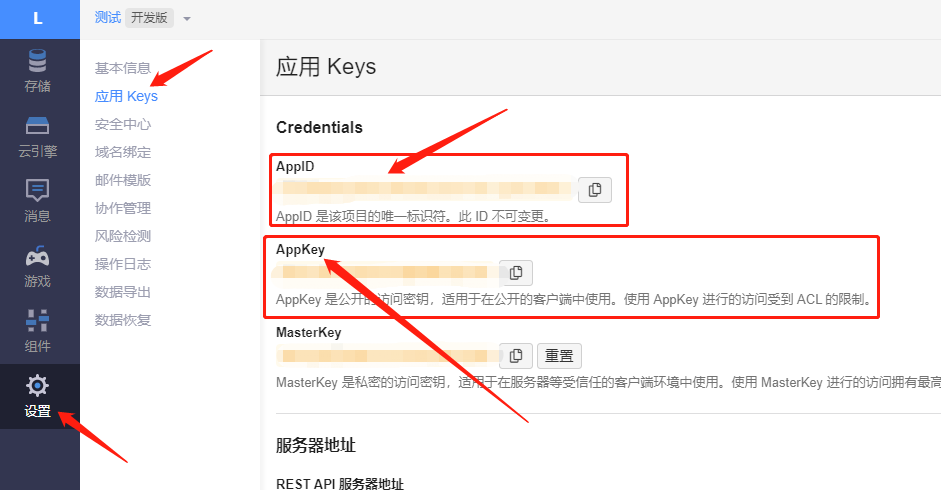 L
测试 开发版
存储
云引擎
消息
游戏
组件
设置
基本信息
应用 Keys
安全中心
域名绑定
邮件模版
协作管理
风险检测
操作日志
数据导出
数据恢复
应用 Keys
Credentials
AppID
AppID 是该项目的唯一标识符。此 ID 不可变更。
AppKey
AppKey 是公开的访问密钥，适用于在公开的客户端中使用。使用 AppKey 进行的访问受到 ACL 的限制。
MasterKey
重置
MasterKey 是私密的访问密钥，适用于在服务器等受信任的客户端环境中使用。使用 MasterKey 进行的访问拥有最高
服务器地址
REST API 服务器地址